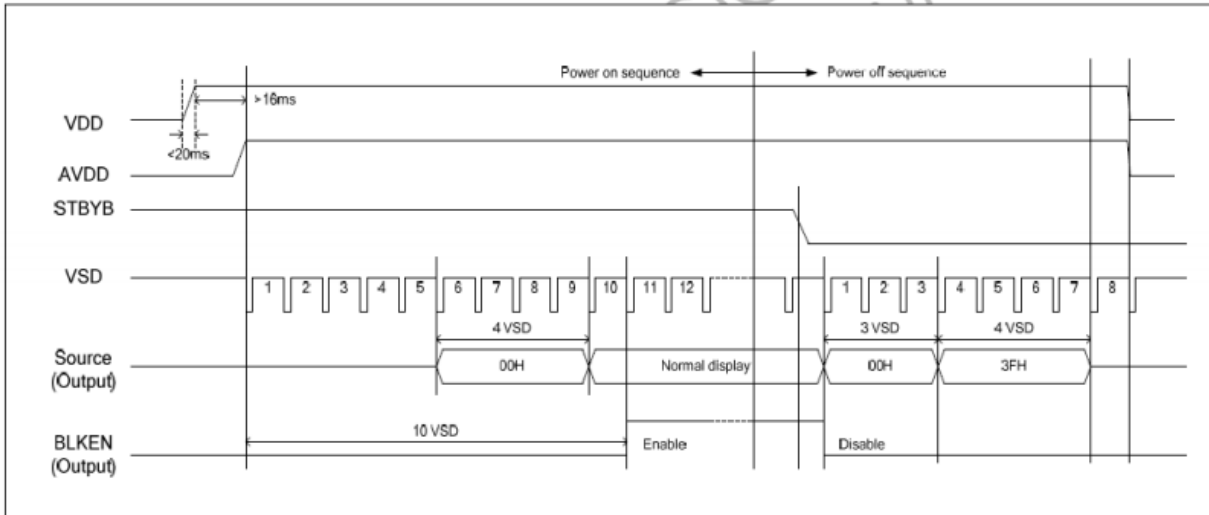 Power on sequence Power off sequence
>16ms
VDD
<20ms
AVDD
STBYB
VSD 1 2 3 4 5 6 7 8 9 10 11 12 1 2 3 4 5 6 7 8
4 VSD 3 VSD 4 VSD
Source
(Output)
00H Normal display 00H 3FH
10 VSD
BLKEN
(Output)
Enable Disable